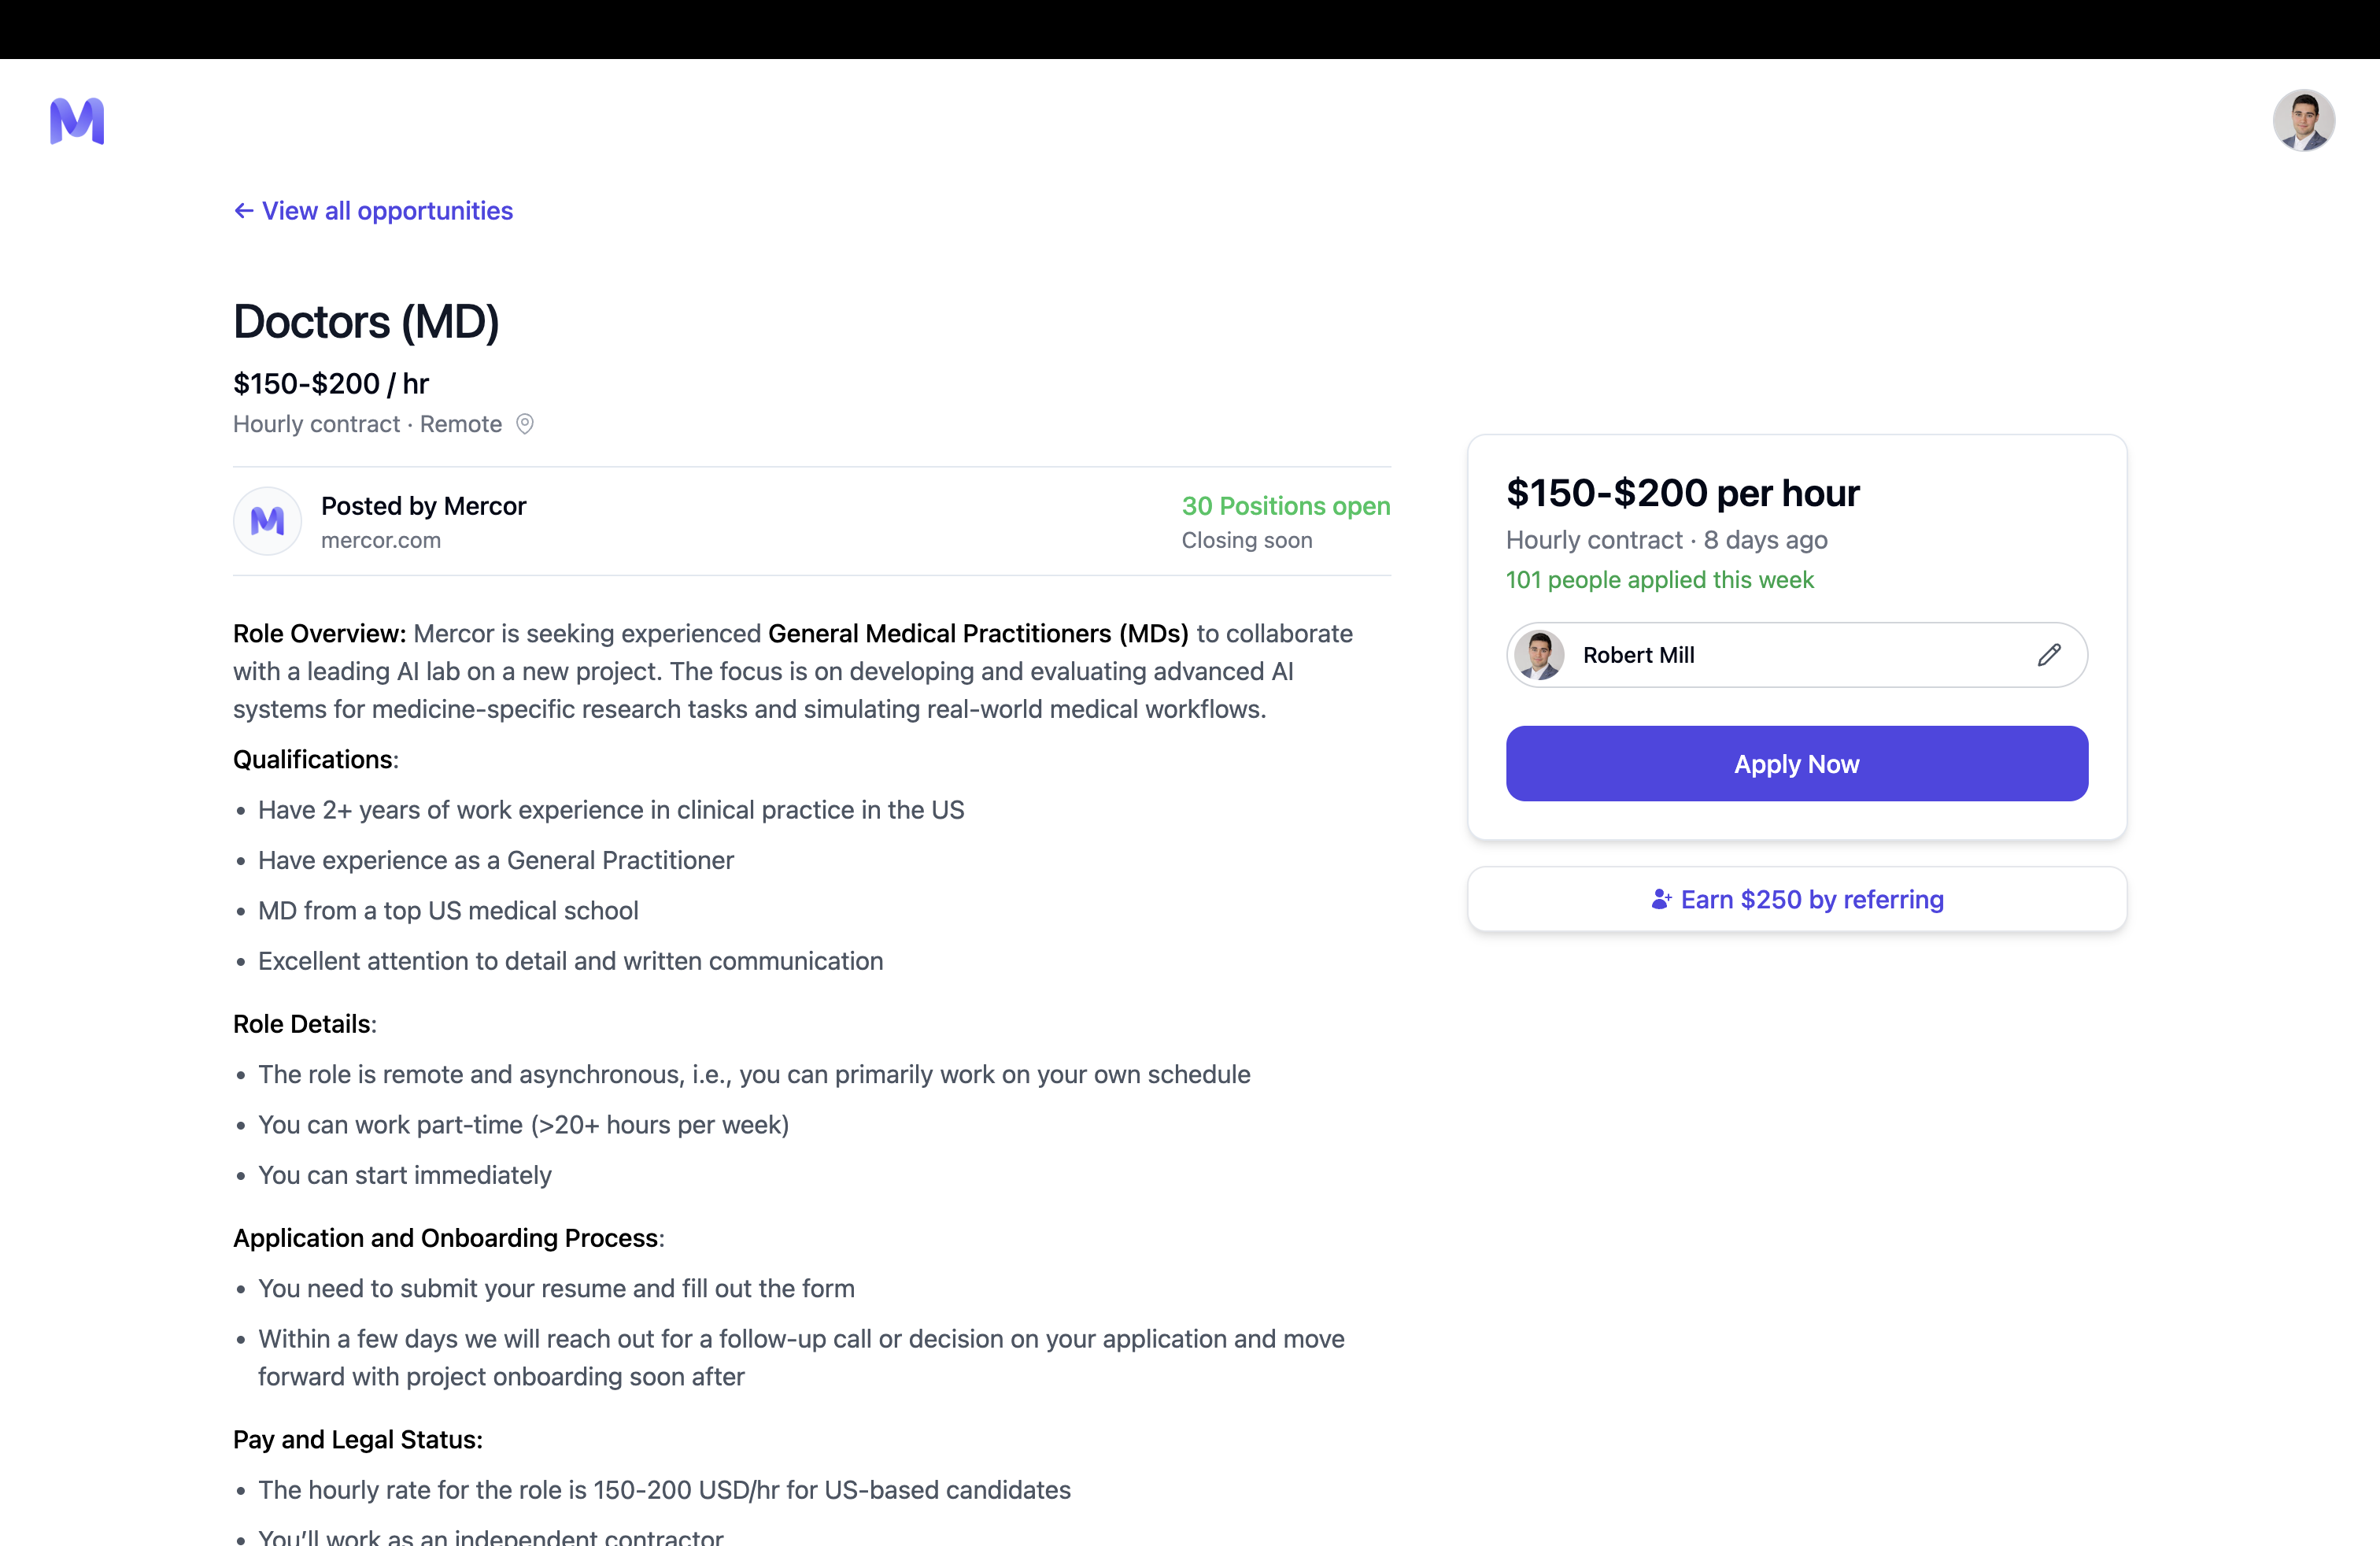 ← View all opportunities
Doctors (MD)
$150-$200 / hr
Hourly contract · Remote
Posted by Mercor
mercor.com
30 Positions open
Closing soon
Role Overview: Mercor is seeking experienced General Medical Practitioners (MDs) to collaborate
with a leading AI lab on a new project. The focus is on developing and evaluating advanced AI
systems for medicine-specific research tasks and simulating real-world medical workflows.
Qualifications:
• Have 2+ years of work experience in clinical practice in the US
• Have experience as a General Practitioner
• MD from a top US medical school
• Excellent attention to detail and written communication
Role Details:
• The role is remote and asynchronous, i.e., you can primarily work on your own schedule
• You can work part-time (>20+ hours per week)
• You can start immediately
Application and Onboarding Process:
• You need to submit your resume and fill out the form
• Within a few days we will reach out for a follow-up call or decision on your application and move
forward with project onboarding soon after
Pay and Legal Status:
• The hourly rate for the role is 150-200 USD/hr for US-based candidates
• You’ll work as an independent contractor
$150-$200 per hour
Hourly contract · 8 days ago
101 people applied this week
Robert Mill
Apply Now
Earn $250 by referring